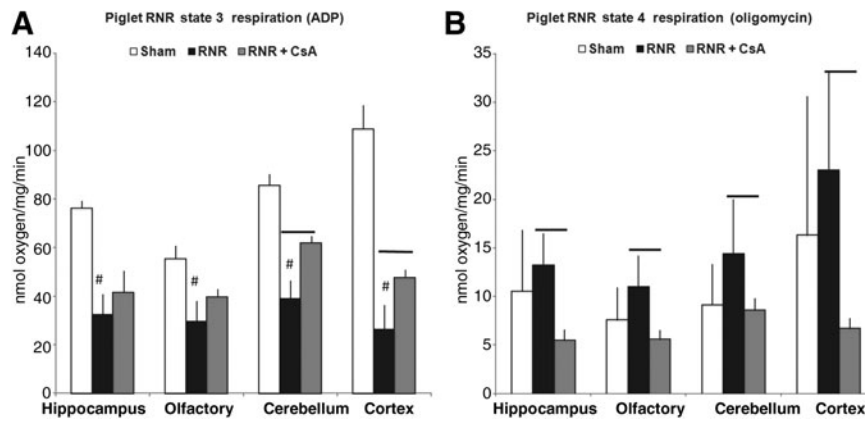 A
Piglet RNR state 3 respiration (ADP)
Sham RNR RNR + CsA
nmol oxygen/mg/min
140
120
100
80
60
40
20
0
#
#
#
#
Hippocampus Olfactory Cerebellum Cortex
B
Piglet RNR state 4 respiration (oligomycin)
Sham RNR RNR + CsA
nmol oxygen/mg/min
35
30
25
20
15
10
5
0
Hippocampus Olfactory Cerebellum Cortex